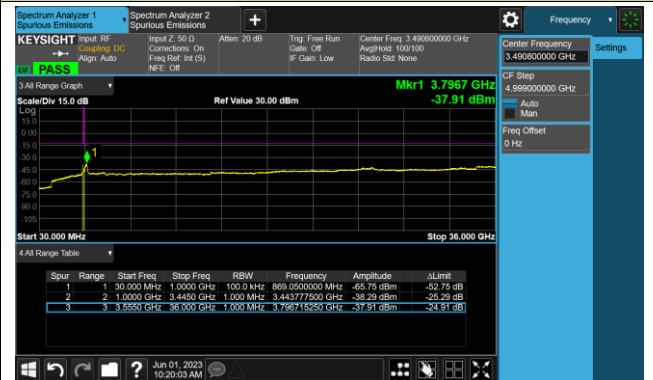 Spectrum Analyzer 1
Spurious Emissions
Spectrum Analyzer 2
Spurious Emissions
+
Frequency
KEYSIGHT
Input: RF
Coupling: DC
Align: Auto
Input Z: 50 Ω
Corrections: On
Freq Ref: Int (S)
NFE: Off
Atten: 20 dB
Trig: Free Run
Gate: Off
IF Gain: Low
Center Freq: 3.490800000 GHz
Avg|Hold: 100/100
Radio Std: None
LXI PASS
Center Frequency
3.490800000 GHz
Settings
CF Step
4.999000000 GHz
Auto
Man
Freq Offset
0 Hz
3 All Range Graph
Mkr1 3.7967 GHz
Scale/Div 15.0 dB
Ref Value 30.00 dBm
-37.91 dBm
Log
15.0
0.00
-15.0
-30.0
-45.0
-60.0
-75.0
-90.0
-105
1
Start 30.000 MHz
Stop 36.000 GHz
4 All Range Table
Spur Range Start Freq Stop Freq RBW Frequency Amplitude ΔLimit
1 1 30.000 MHz 1.0000 GHz 100.0 kHz 869.0500000 MHz -65.75 dBm -52.75 dB
2 2 1.0000 GHz 3.4450 GHz 1.000 MHz 3.443777500 GHz -38.29 dBm -25.29 dB
3 3 3.5550 GHz 36.000 GHz 1.000 MHz 3.796715250 GHz -37.91 dBm -24.91 dB
?
Jun 01, 2023
10:20:03 AM